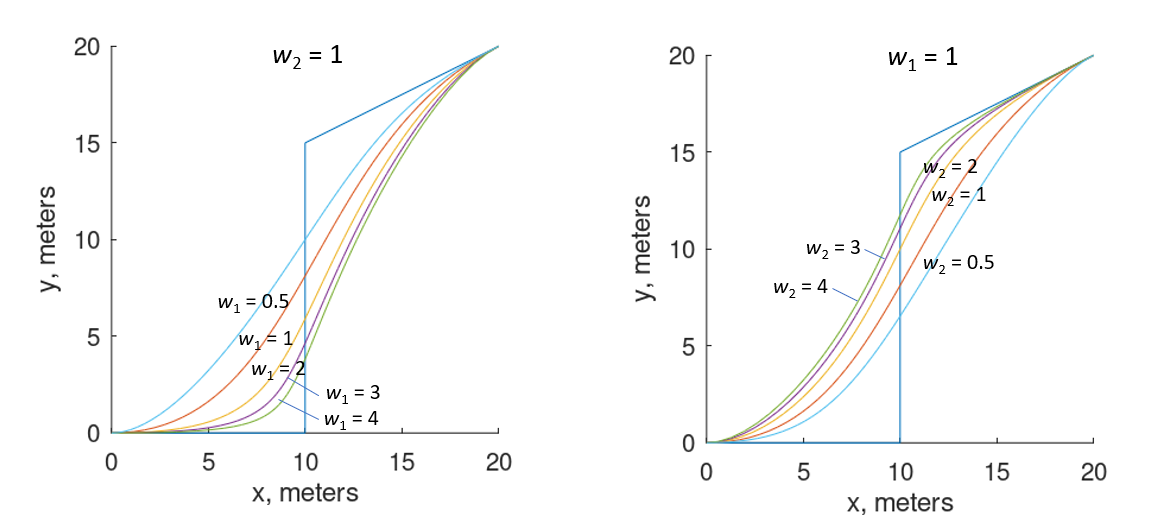 w₂ = 1
20
15
10
5
0
y, meters
w₁ = 0.5
w₁ = 1
w₁ = 2
w₁ = 3
w₁ = 4
0 5 10 15 20
x, meters
w₁ = 1
20
15
10
5
0
y, meters
w₂ = 2
w₂ = 1
w₂ = 3
w₂ = 0.5
w₂ = 4
0 5 10 15 20
x, meters